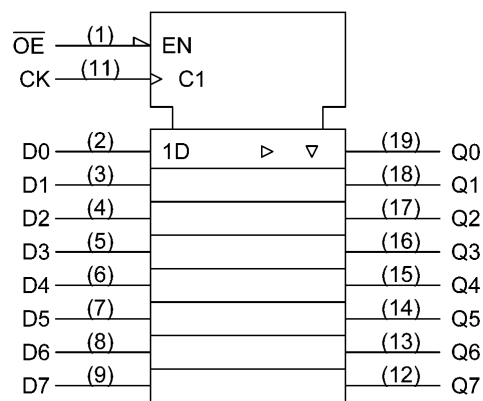 O̅E̅ (1) EN
CK (11) C1
D0 (2) 1D (19) Q0
D1 (3) (18) Q1
D2 (4) (17) Q2
D3 (5) (16) Q3
D4 (6) (15) Q4
D5 (7) (14) Q5
D6 (8) (13) Q6
D7 (9) (12) Q7